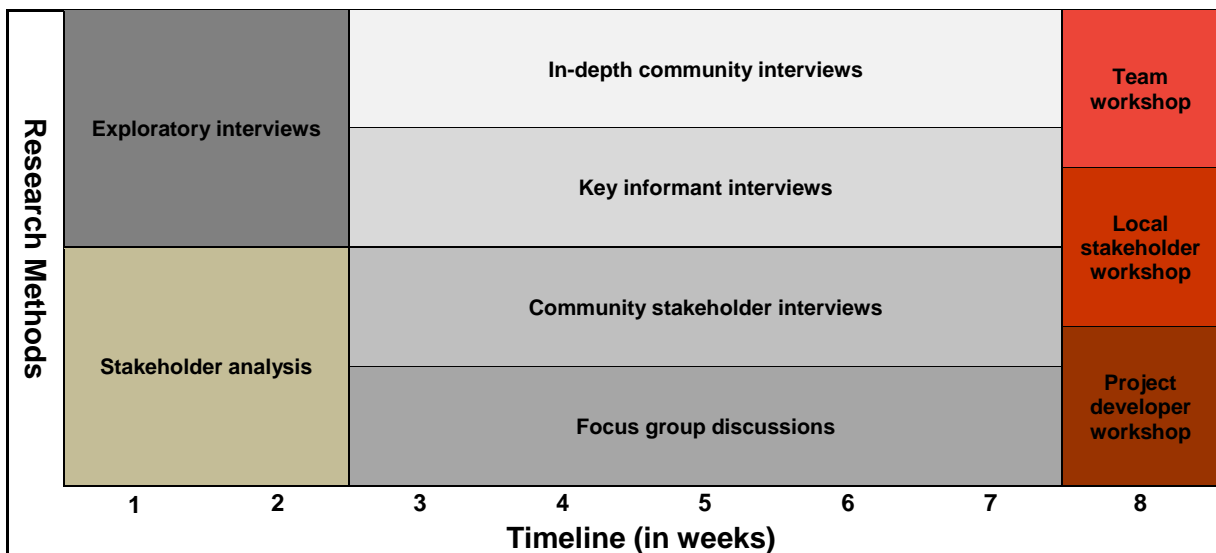 Research Methods
Exploratory interviews
Stakeholder analysis
In-depth community interviews
Key informant interviews
Community stakeholder interviews
Focus group discussions
Team
workshop
Local
stakeholder
workshop
Project
developer
workshop
1 2 3 4 5 6 7 8
Timeline (in weeks)